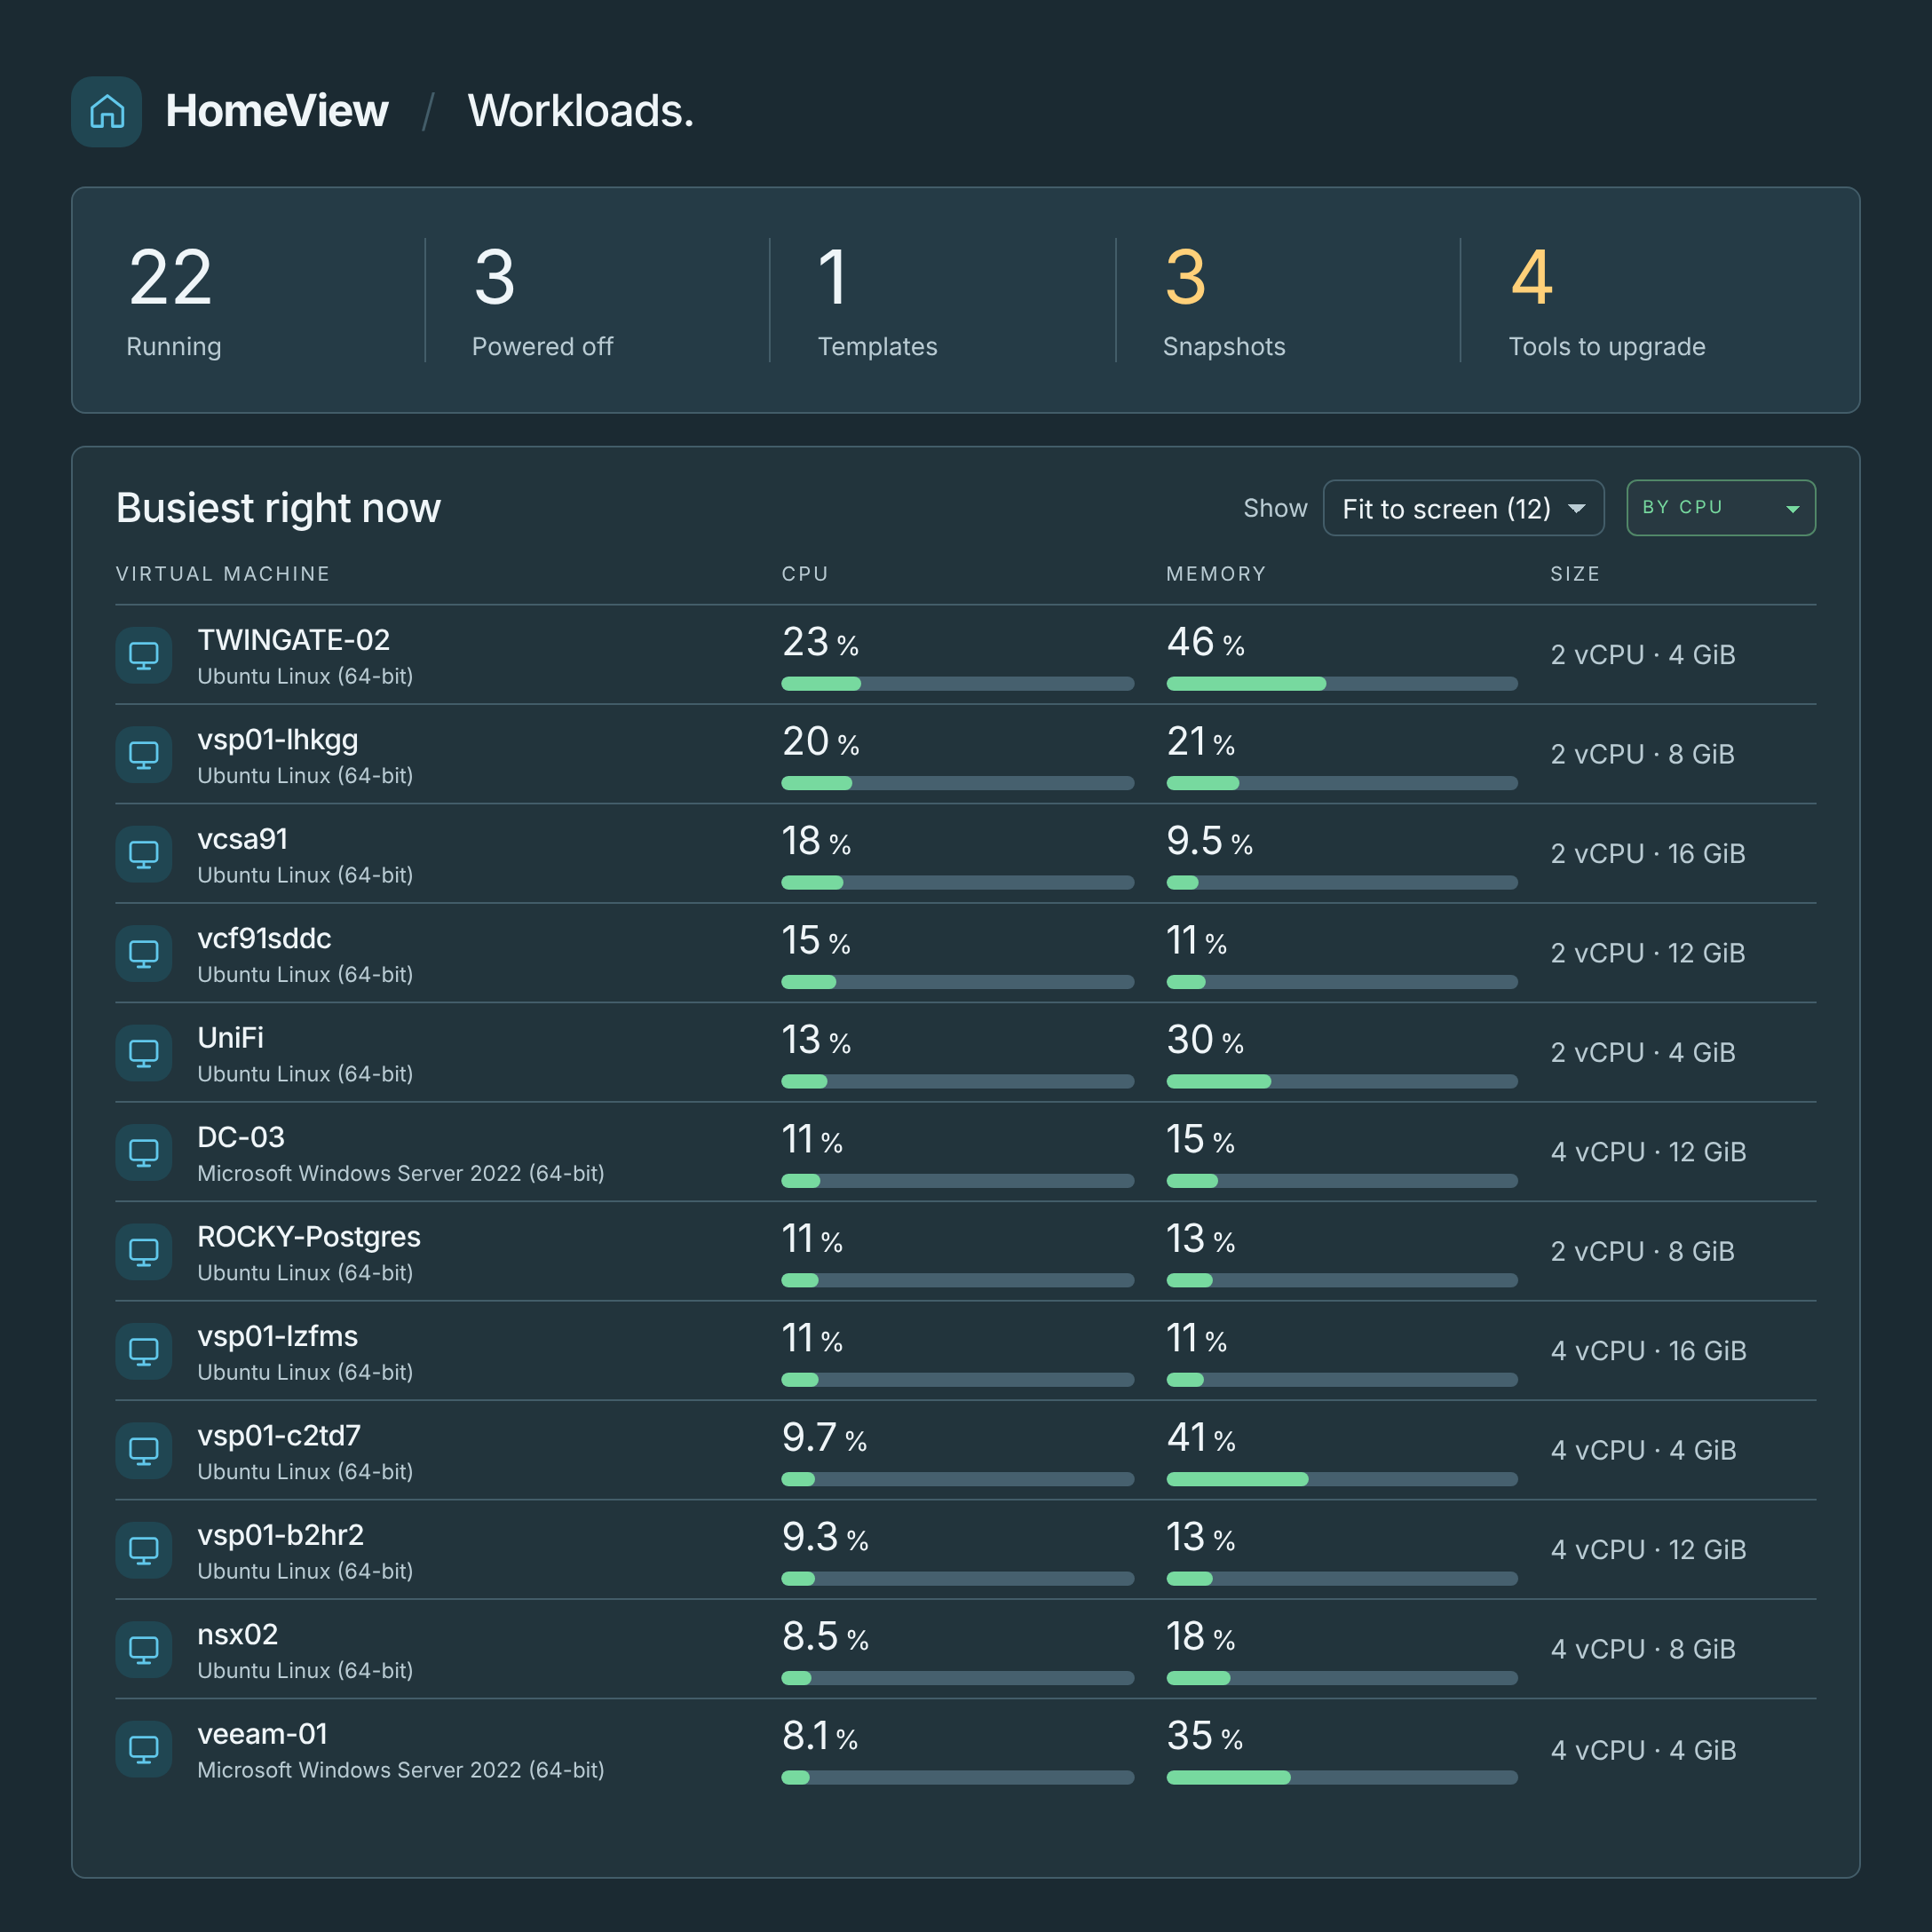 HomeView / Workloads.
22 3 1 3 4
Running Powered off Templates Snapshots Tools to upgrade
Busiest right now Show Fit to screen (12) BY CPU
VIRTUAL MACHINE CPU MEMORY SIZE
TWINGATE-02 23 % 46 % 2 vCPU · 4 GiB
Ubuntu Linux (64-bit)
vsp01-lhkgg 20 % 21 % 2 vCPU · 8 GiB
Ubuntu Linux (64-bit)
vcsa91 18 % 9.5 % 2 vCPU · 16 GiB
Ubuntu Linux (64-bit)
vcf91sddc 15 % 11 % 2 vCPU · 12 GiB
Ubuntu Linux (64-bit)
UniFi 13 % 30 % 2 vCPU · 4 GiB
Ubuntu Linux (64-bit)
DC-03 11 % 15 % 4 vCPU · 12 GiB
Microsoft Windows Server 2022 (64-bit)
ROCKY-Postgres 11 % 13 % 2 vCPU · 8 GiB
Ubuntu Linux (64-bit)
vsp01-lzfms 11 % 11 % 4 vCPU · 16 GiB
Ubuntu Linux (64-bit)
vsp01-c2td7 9.7 % 41 % 4 vCPU · 4 GiB
Ubuntu Linux (64-bit)
vsp01-b2hr2 9.3 % 13 % 4 vCPU · 12 GiB
Ubuntu Linux (64-bit)
nsx02 8.5 % 18 % 4 vCPU · 8 GiB
Ubuntu Linux (64-bit)
veeam-01 8.1 % 35 % 4 vCPU · 4 GiB
Microsoft Windows Server 2022 (64-bit)